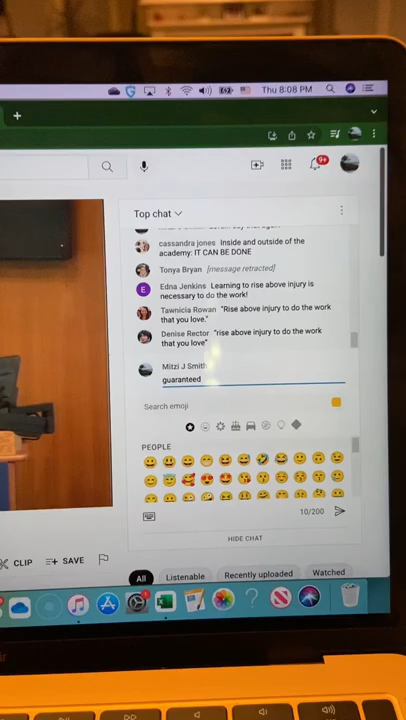 Thu 8:08 PM
9+
Top chat
cassandra jones Inside and outside of the
academy: IT CAN BE DONE
Tonya Bryan [message retracted]
E Edna Jenkins Learning to rise above injury is
necessary to do the work!
Tawnicia Rowan "Rise above injury to do the work
that you love."
Denise Rector "rise above injury to do the work
that you love"
Mitzi J Smith
guaranteed
Search emoji
PEOPLE
10/200
HIDE CHAT
CLIP
SAVE
All
Listenable
Recently uploaded
Watched